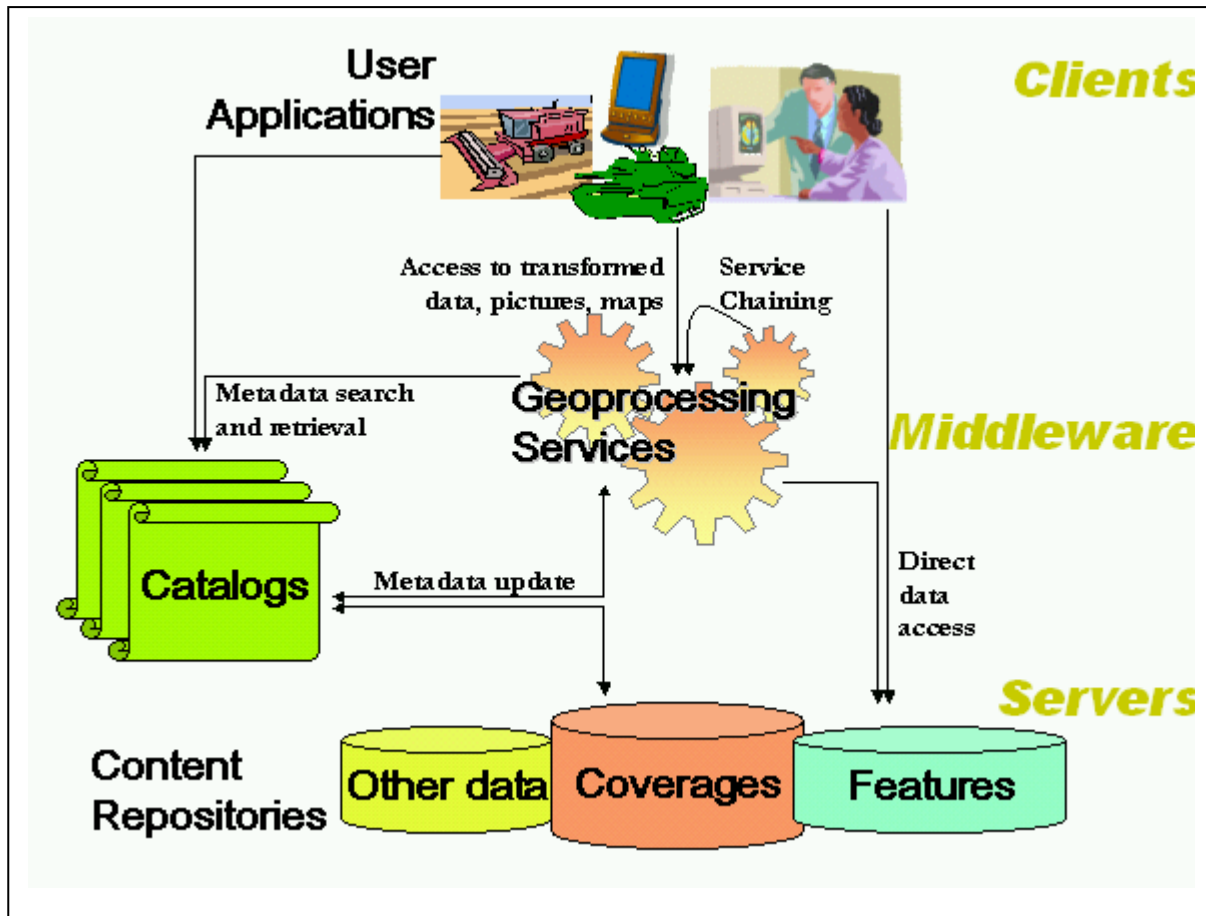 User
Applications
Clients
Access to transformed
data, pictures, maps
Service
Chaining
Metadata search
and retrieval
Geoprocessing
Services
Middleware
Catalogs
Metadata update
Direct
data
access
Servers
Content
Repositories
Other data
Coverages
Features